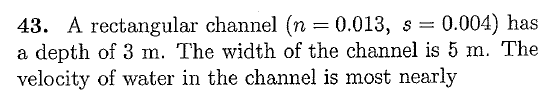 43. A rectangular channel (n = 0.013, s = 0.004) has
a depth of 3 m. The width of the channel is 5 m. The
velocity of water in the channel is most nearly